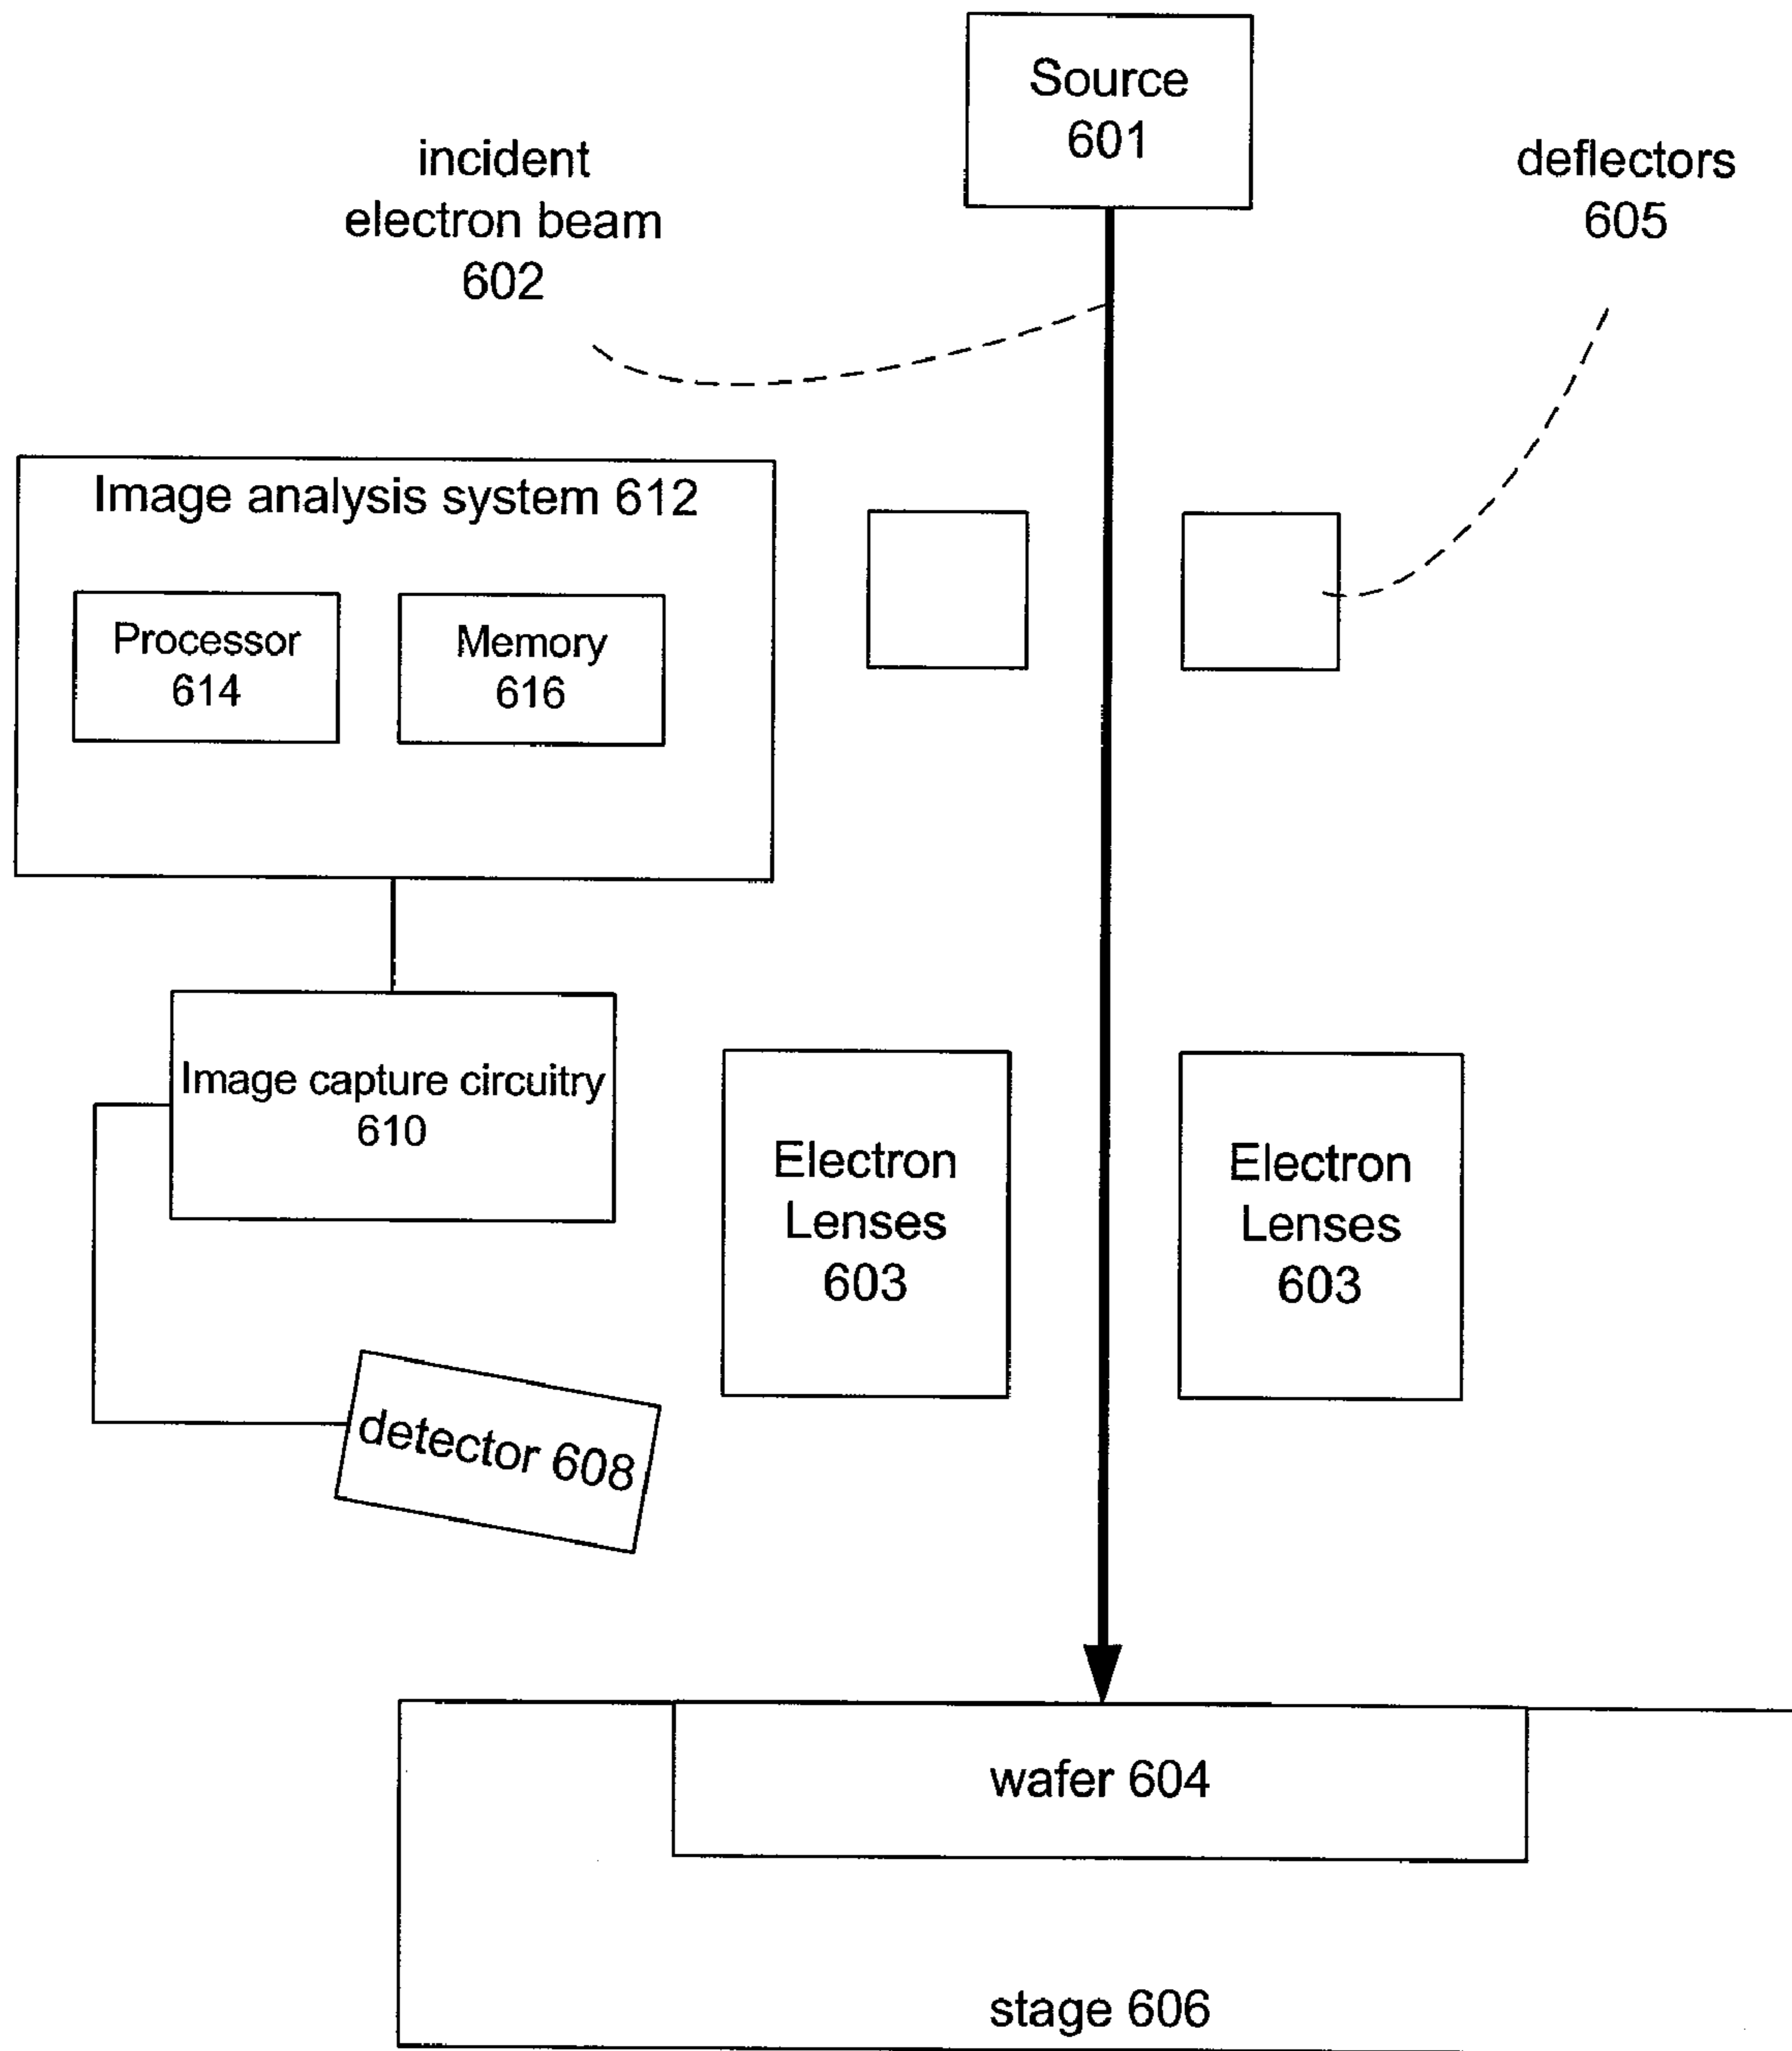 Source
601
incident
electron beam
602
deflectors
605
Image analysis system 612
Processor
614
Memory
616
Image capture circuitry
610
Electron
Lenses
603
Electron
Lenses
603
detector 608
wafer 604
stage 606